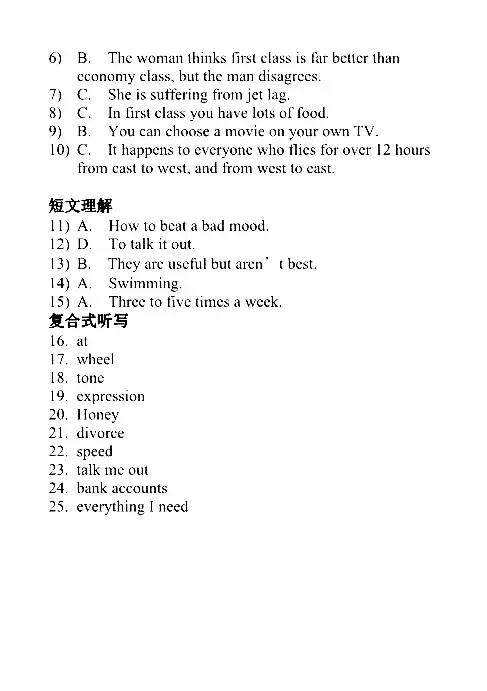 6) B. The woman thinks first class is far better than
economy class, but the man disagrees.
7) C. She is suffering from jet lag.
8) C. In first class you have lots of food.
9) B. You can choose a movie on your own TV.
10) C. It happens to everyone who flies for over 12 hours
from east to west, and from west to east.
短文理解
11) A. How to beat a bad mood.
12) D. To talk it out.
13) B. They are useful but aren’t best.
14) A. Swimming.
15) A. Three to five times a week.
复合式听写
16. at
17. wheel
18. tone
19. expression
20. Honey
21. divorce
22. speed
23. talk me out
24. bank accounts
25. everything I need